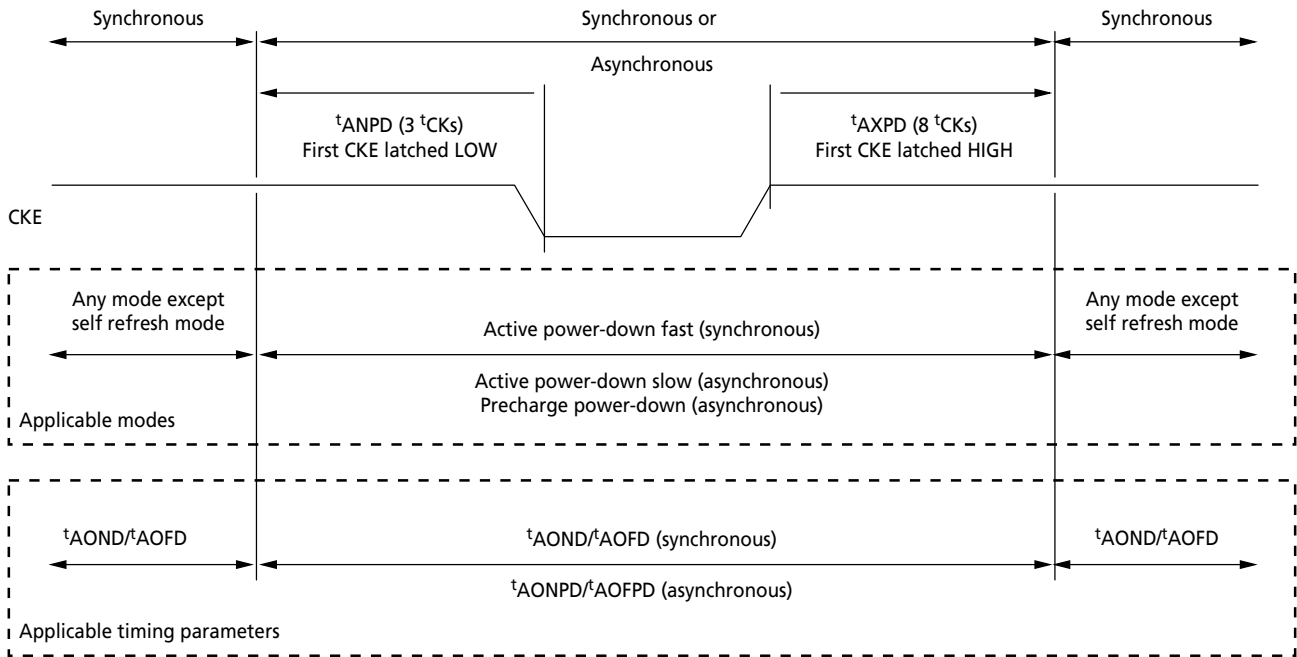 Synchronous
Synchronous or
Synchronous
Asynchronous
tANPD (3 tCKs)
First CKE latched LOW
tAXPD (8 tCKs)
First CKE latched HIGH
CKE
Any mode except
self refresh mode
Active power-down fast (synchronous)
Any mode except
self refresh mode
Active power-down slow (asynchronous)
Precharge power-down (asynchronous)
Applicable modes
tAOND/tAOFD
tAOND/tAOFD (synchronous)
tAOND/tAOFD
tAONPD/tAOFPD (asynchronous)
Applicable timing parameters